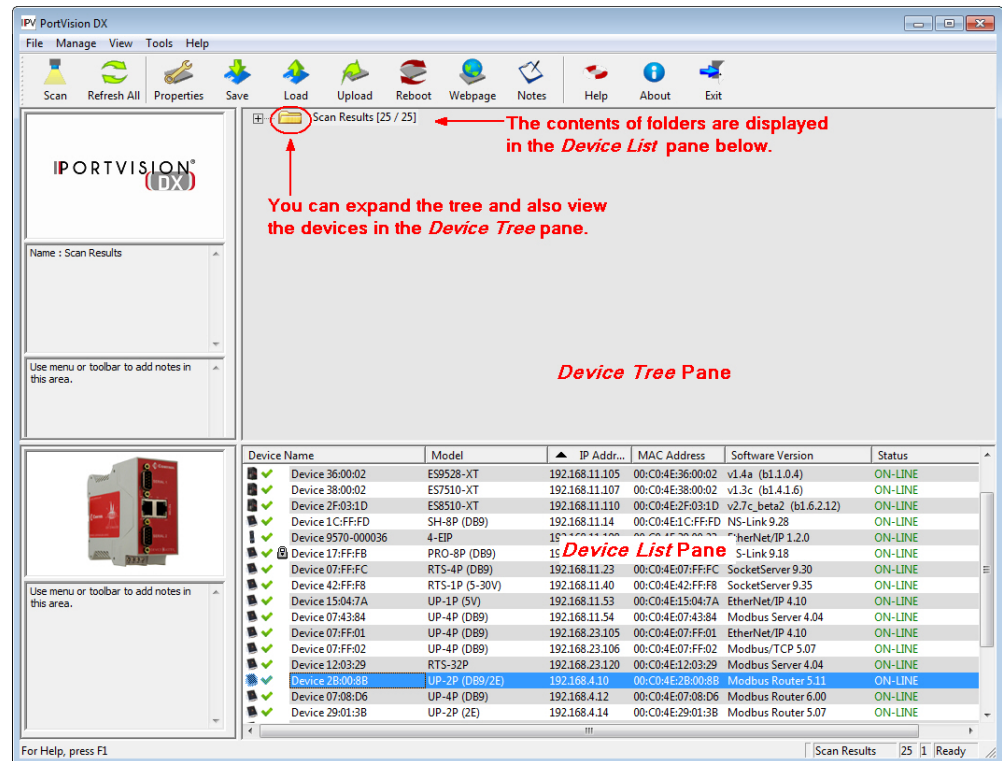 PortVision DX
File Manage View Tools Help
Scan Refresh All Properties Save Load Upload Reboot Webpage Notes Help About Exit
Scan Results [25 / 25]
The contents of folders are displayed
in the Device List pane below.
PORTVISION®
(DX)
You can expand the tree and also view
the devices in the Device Tree pane.
Name : Scan Results
Use menu or toolbar to add notes in
this area.
Device Tree Pane
Device Name Model IP Addr... MAC Address Software Version Status
Device 36:00:02 ES9528-XT 192.168.11.105 00:C0:4E:36:00:02 v1.4a (b1.1.0.4) ON-LINE
Device 38:00:02 ES7510-XT 192.168.11.107 00:C0:4E:38:00:02 v1.3c (b1.4.1.6) ON-LINE
Device 2F:03:1D ES8510-XT 192.168.11.110 00:C0:4E:2F:03:1D v2.7c_beta2 (b1.6.2.12) ON-LINE
Device 1C:FF:FD SH-8P (DB9) 192.168.11.14 00:C0:4E:1C:FF:FD NS-Link 9.28 ON-LINE
Device 9570-000036 4-EIP EtherNet/IP 1.2.0 ON-LINE
Device 17:FF:FB PRO-8P (DB9) S-Link 9.18 ON-LINE
Device List Pane
Device 07:FF:FC RTS-4P (DB9) 192.168.11.23 00:C0:4E:07:FF:FC SocketServer 9.30 ON-LINE
Device 42:FF:F8 RTS-1P (5-30V) 192.168.11.40 00:C0:4E:42:FF:F8 SocketServer 9.35 ON-LINE
Device 15:04:7A UP-1P (5V) 192.168.11.53 00:C0:4E:15:04:7A EtherNet/IP 4.10 ON-LINE
Device 07:43:84 UP-4P (DB9) 192.168.11.54 00:C0:4E:07:43:84 Modbus Server 4.04 ON-LINE
Device 07:FF:01 UP-4P (DB9) 192.168.23.105 00:C0:4E:07:FF:01 EtherNet/IP 4.10 ON-LINE
Device 07:FF:02 UP-4P (DB9) 192.168.23.106 00:C0:4E:07:FF:02 Modbus/TCP 5.07 ON-LINE
Device 12:03:29 RTS-32P 192.168.23.120 00:C0:4E:12:03:29 Modbus Server 4.04 ON-LINE
Device 2B:00:8B UP-2P (DB9/2E) 192.168.4.10 00:C0:4E:2B:00:8B Modbus Router 5.11 ON-LINE
Device 07:08:D6 UP-4P (DB9) 192.168.4.12 00:C0:4E:07:08:D6 Modbus Router 6.00 ON-LINE
Device 29:01:3B UP-2P (2E) 192.168.4.14 00:C0:4E:29:01:3B Modbus Router 5.07 ON-LINE
Use menu or toolbar to add notes in
this area.
For Help, press F1
Scan Results 25 1 Ready